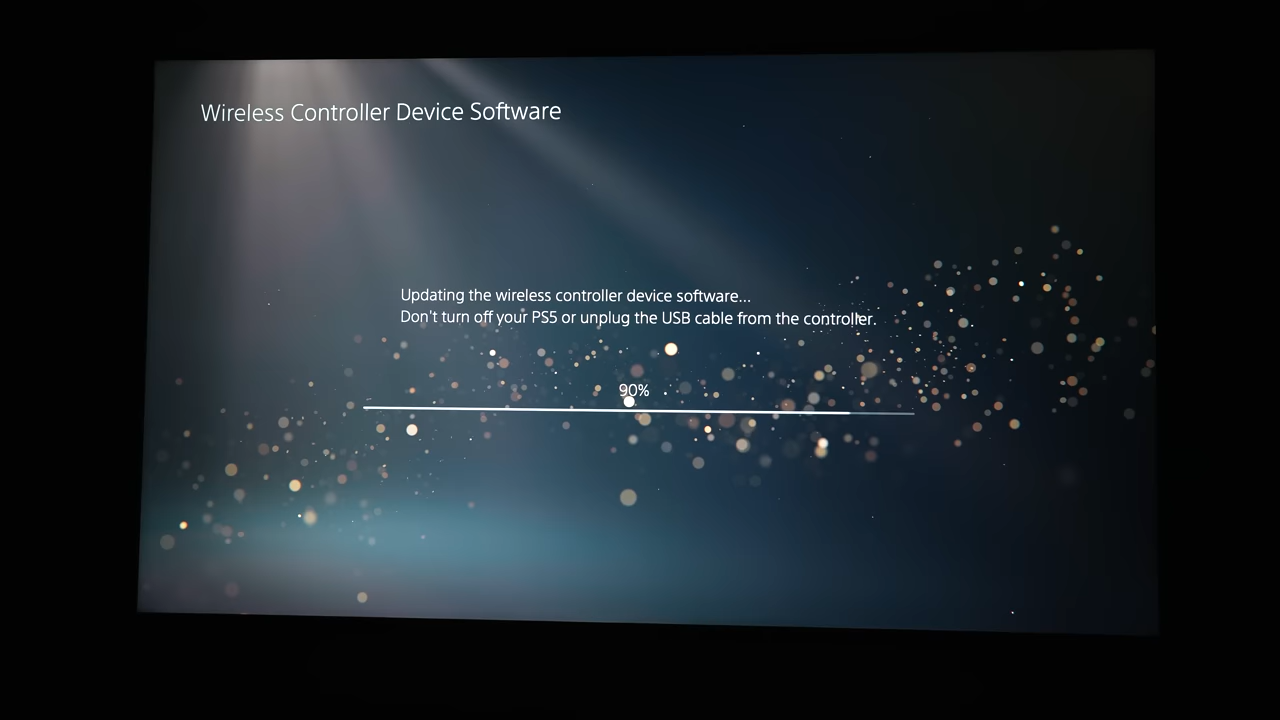 Wireless Controller Device Software
Updating the wireless controller device software...
Don't turn off your PS5 or unplug the USB cable from the controller.
90%